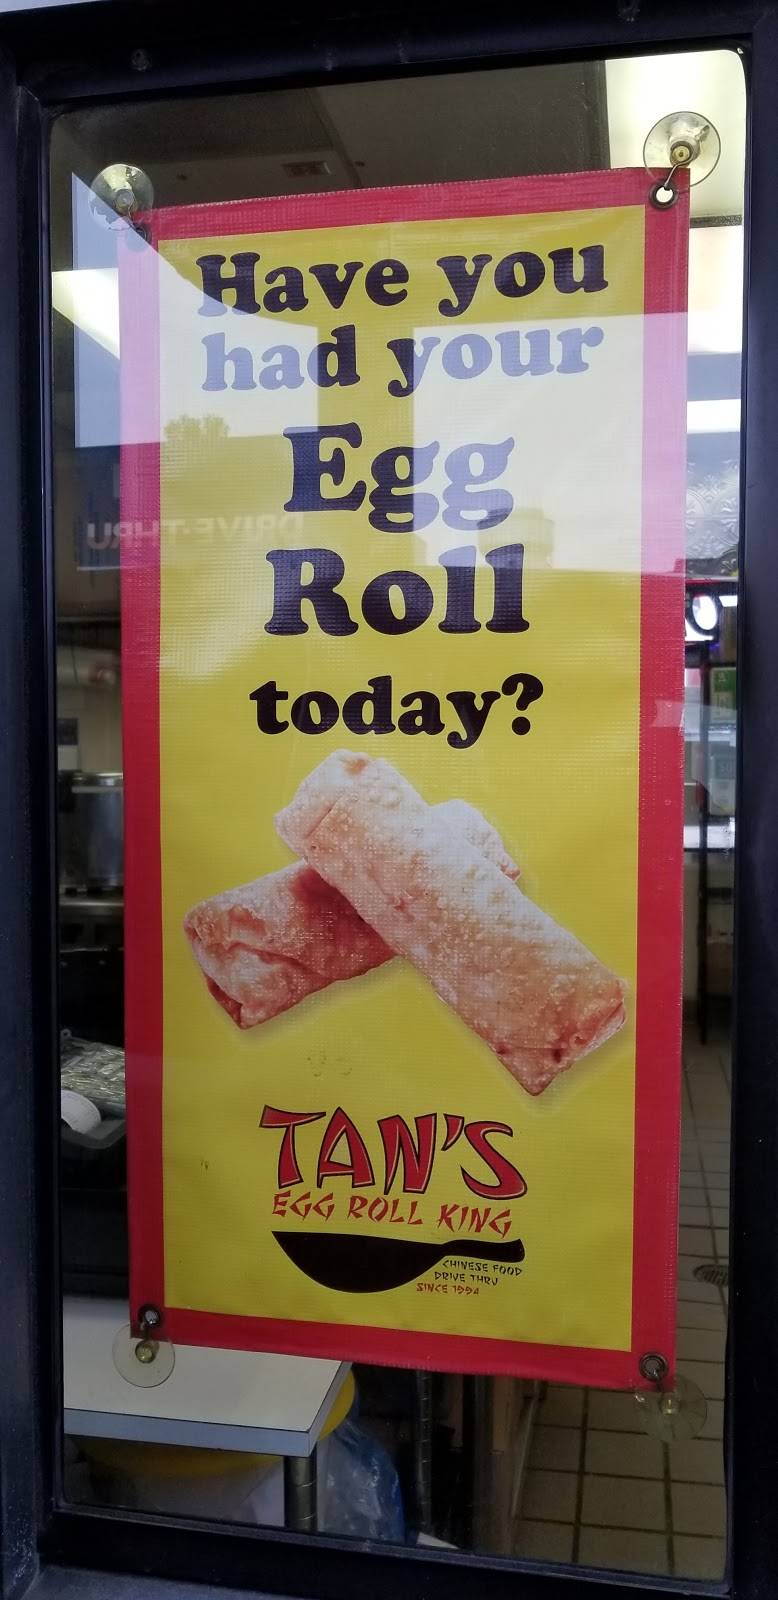 Have you
had your
Egg
Roll
today?
TAN'S
EGG ROLL KING
CHINESE FOOD
DRIVE THRU
SINCE 1994
DRIVE-THRU